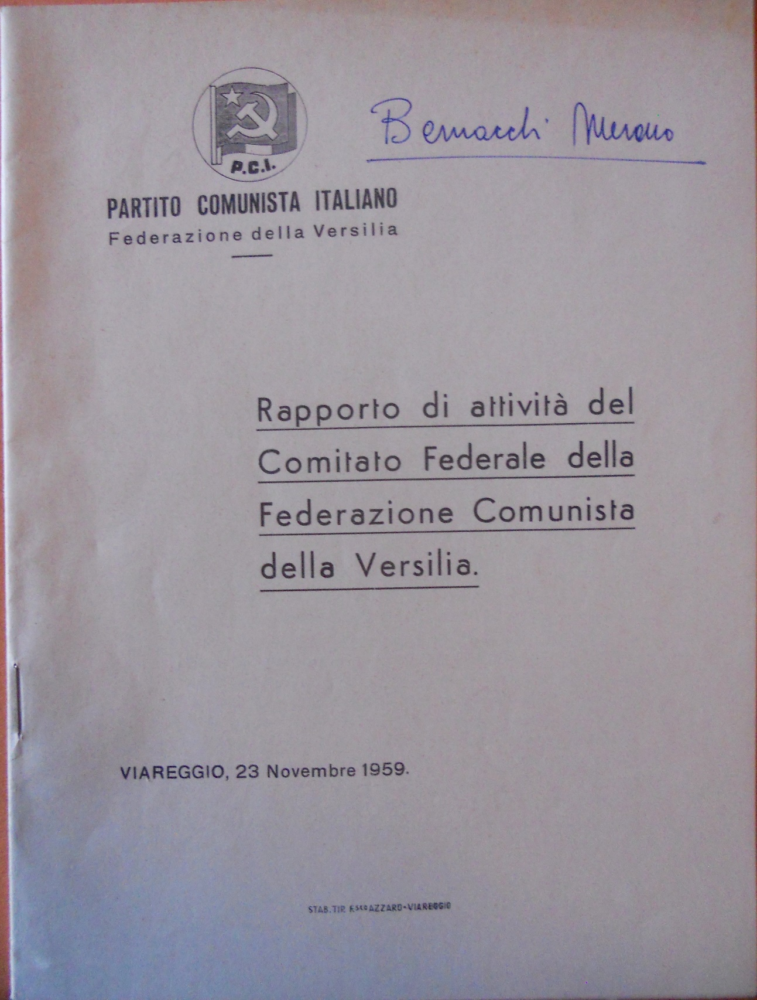 P.C.I.
Bernacchi Merano
PARTITO COMUNISTA ITALIANO
Federazione della Versilia
Rapporto di attività del
Comitato Federale della
Federazione Comunista
della Versilia.
VIAREGGIO, 23 Novembre 1959.
STAB. TIP. F.sco AZZARO-VIAREGGIO